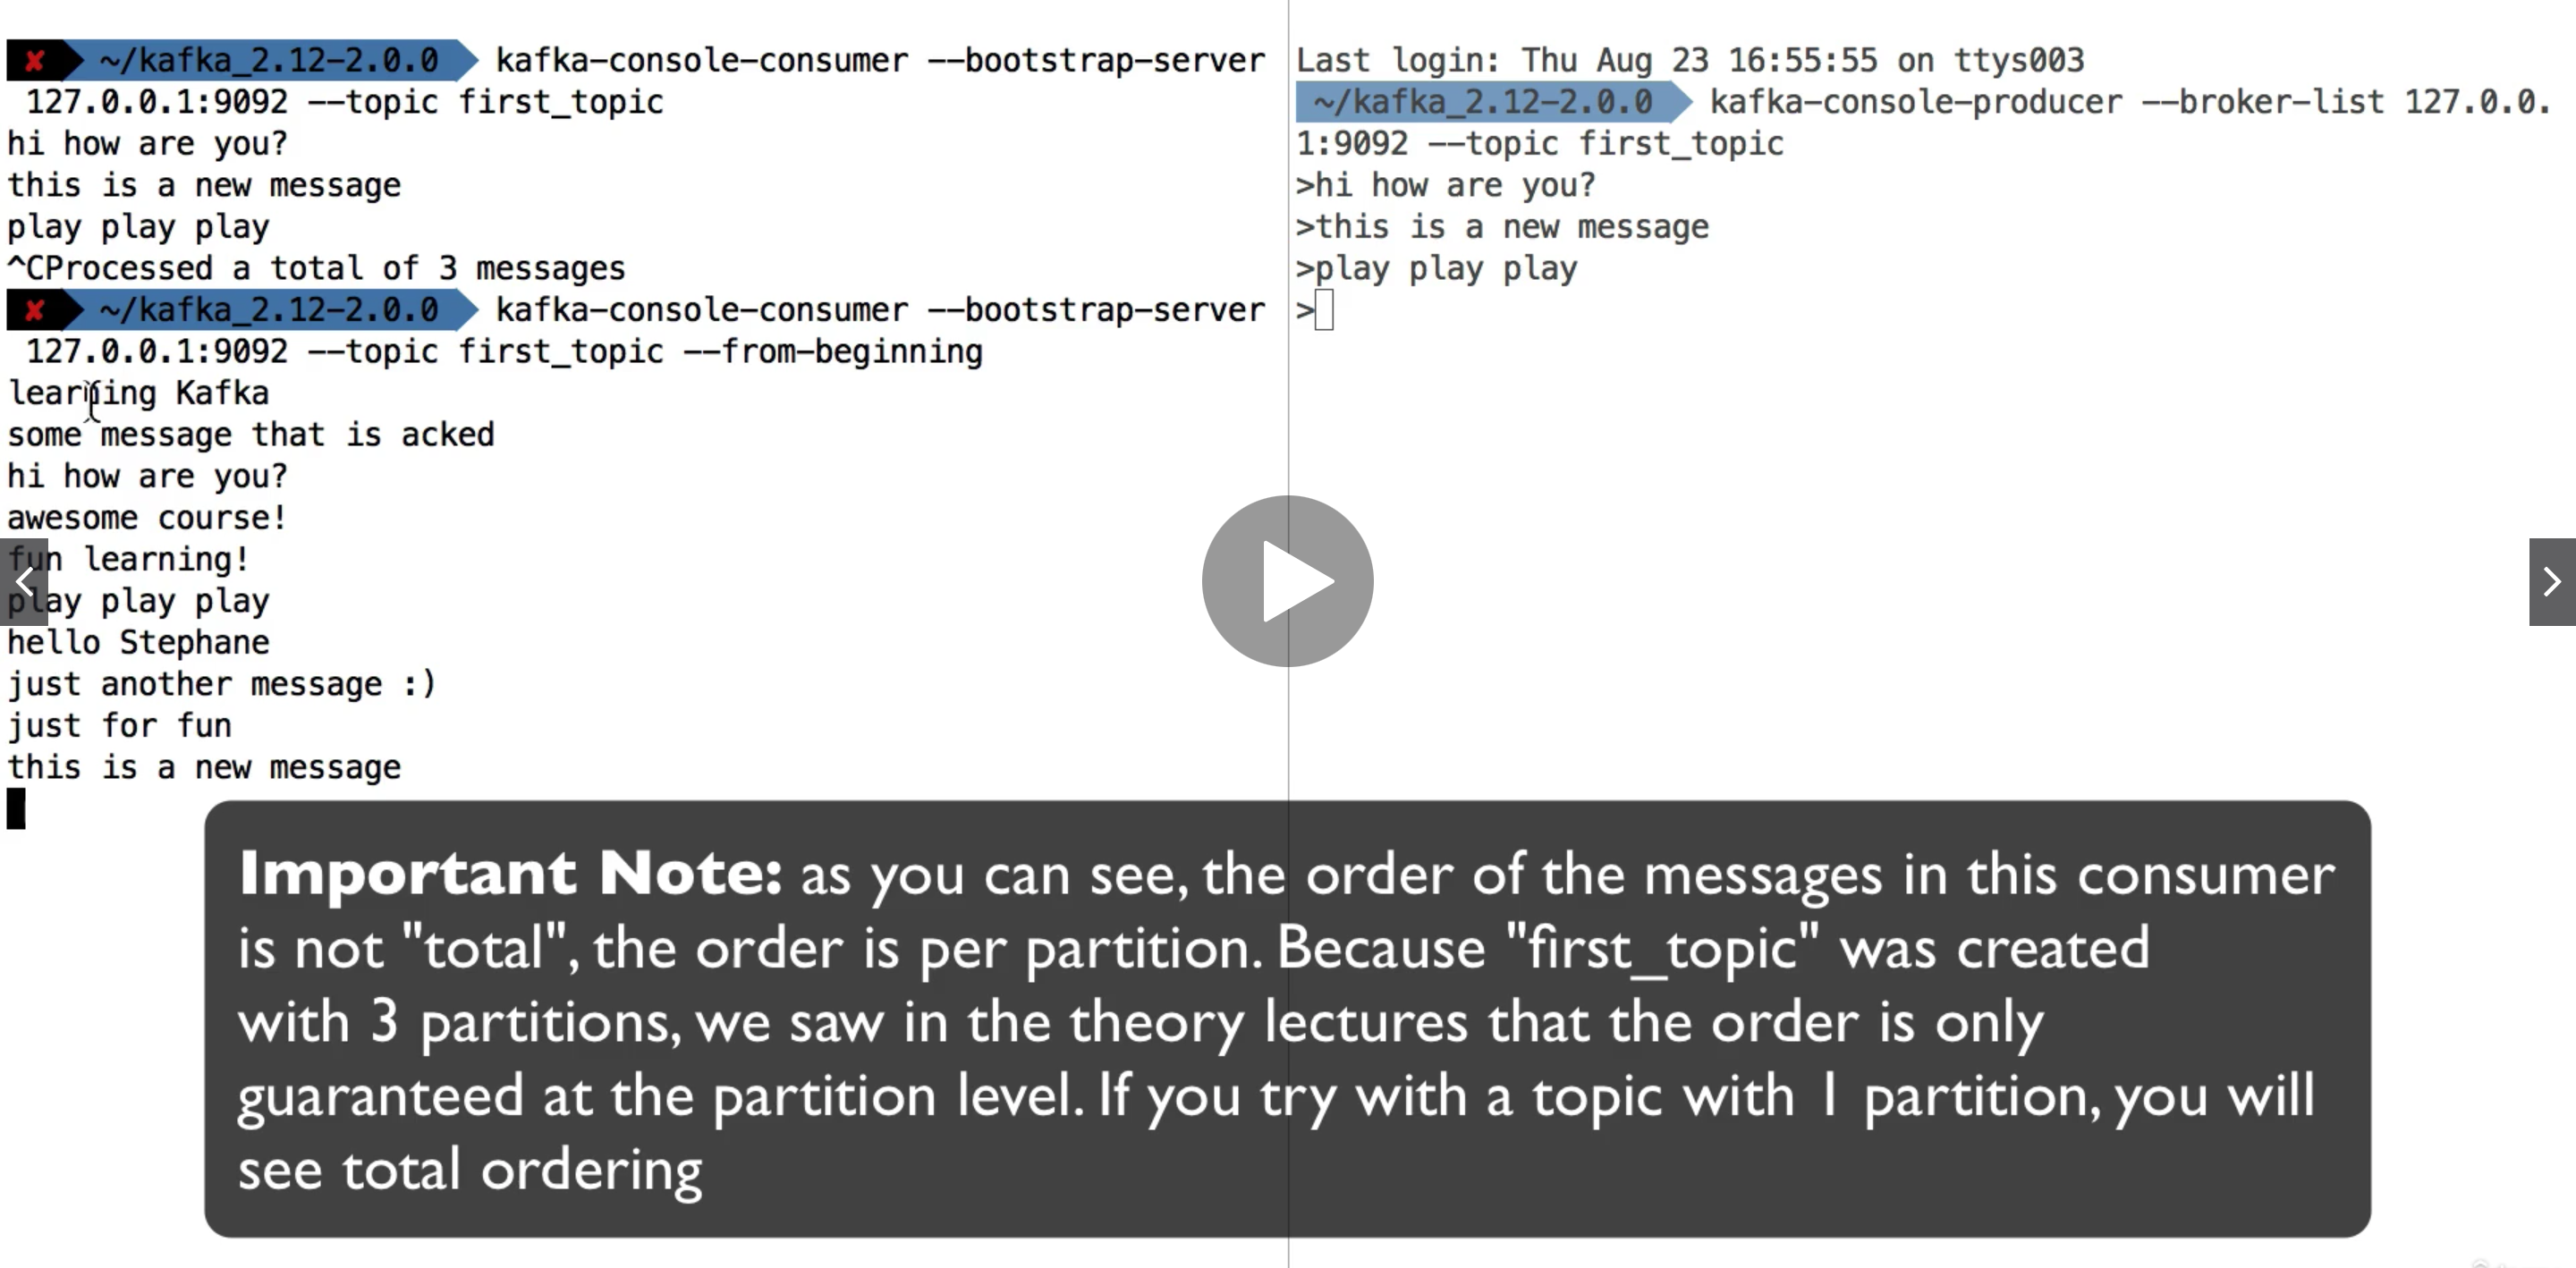 ✘ ~/kafka_2.12-2.0.0 kafka-console-consumer --bootstrap-server
127.0.0.1:9092 --topic first_topic
hi how are you?
this is a new message
play play play
^CProcessed a total of 3 messages
✘ ~/kafka_2.12-2.0.0 kafka-console-consumer --bootstrap-server
127.0.0.1:9092 --topic first_topic --from-beginning
learning Kafka
some message that is acked
hi how are you?
awesome course!
fun learning!
play play play
hello Stephane
just another message :)
just for fun
this is a new message
Last login: Thu Aug 23 16:55:55 on ttys003
~/kafka_2.12-2.0.0 kafka-console-producer --broker-list 127.0.0.
1:9092 --topic first_topic
>hi how are you?
>this is a new message
>play play play
>
Important Note: as you can see, the order of the messages in this consumer
is not "total", the order is per partition. Because "first_topic" was created
with 3 partitions, we saw in the theory lectures that the order is only
guaranteed at the partition level. If you try with a topic with 1 partition, you will
see total ordering